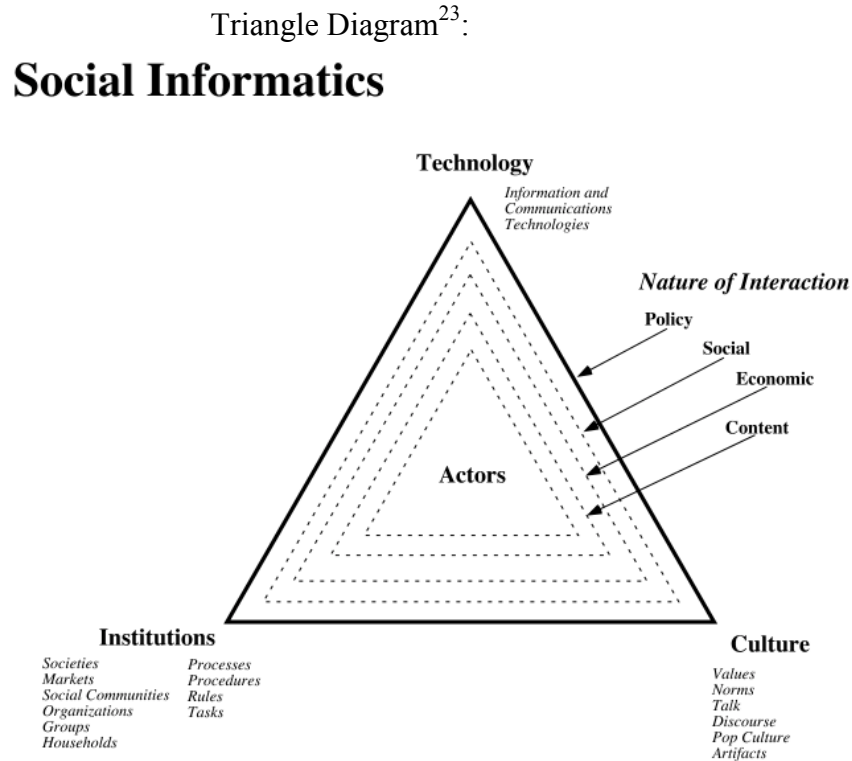 Triangle Diagram23:
Social Informatics
Technology
Information and
Communications
Technologies
Nature of Interaction
Policy
Social
Economic
Content
Actors
Institutions
Societies
Markets
Social Communities
Organizations
Groups
Households
Processes
Procedures
Rules
Tasks
Culture
Values
Norms
Talk
Discourse
Pop Culture
Artifacts